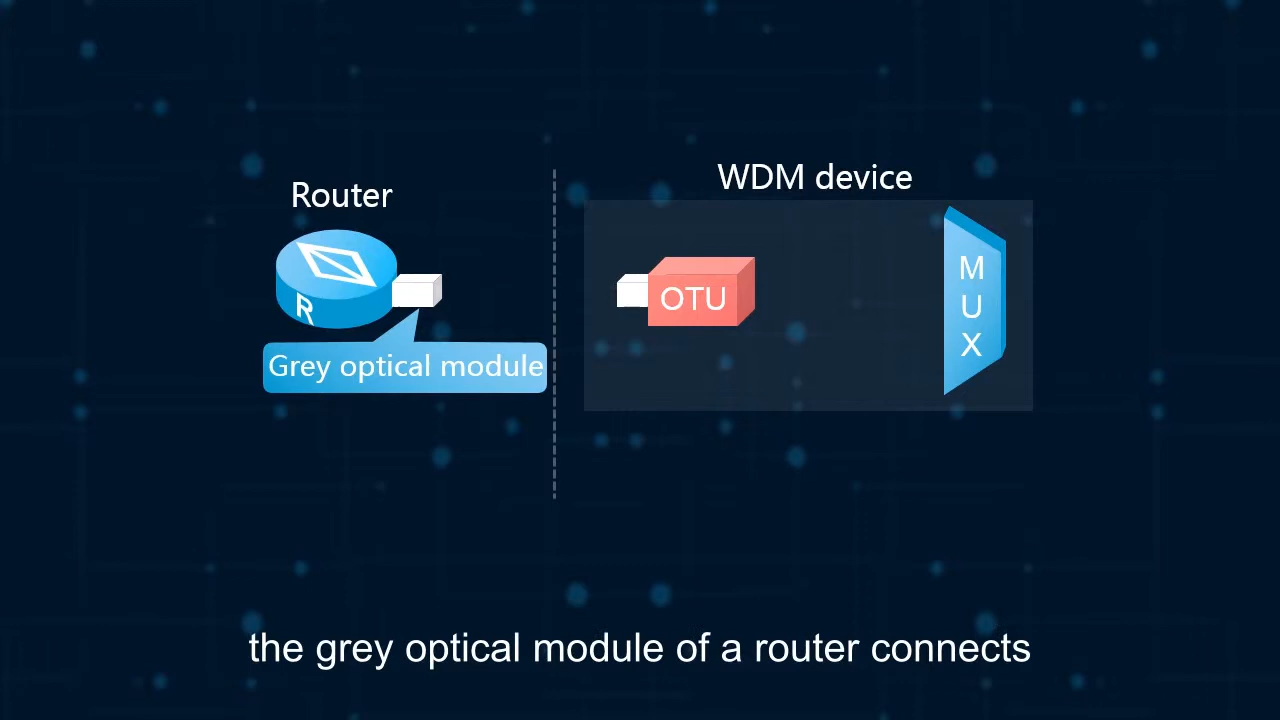 Router
WDM device
R
OTU
M
U
X
Grey optical module
the grey optical module of a router connects